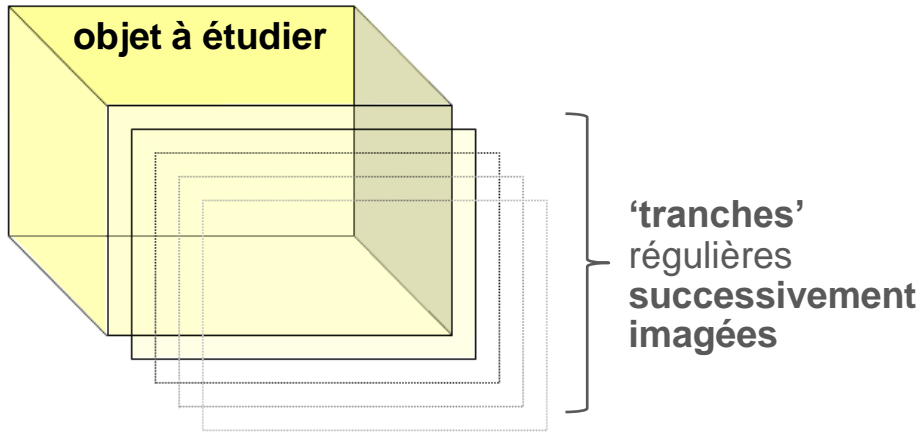 objet à étudier
‘tranches’
régulières
successivement
imagées